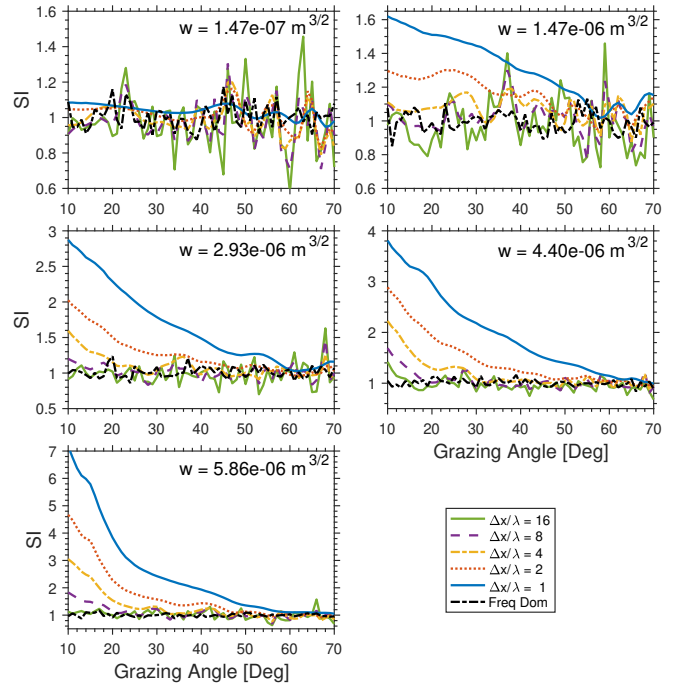 w = 1.47e-07 m^3/2
1.6
1.4
1.2
1
0.8
0.6
SI
10 20 30 40 50 60 70
w = 1.47e-06 m^3/2
1.6
1.4
1.2
1
0.8
0.6
10 20 30 40 50 60 70
w = 2.93e-06 m^3/2
3
2.5
2
1.5
1
0.5
SI
10 20 30 40 50 60 70
w = 4.40e-06 m^3/2
4
3
2
1
10 20 30 40 50 60 70
Grazing Angle [Deg]
w = 5.86e-06 m^3/2
7
6
5
4
3
2
1
SI
10 20 30 40 50 60 70
Grazing Angle [Deg]
Δx/λ = 16
Δx/λ = 8
Δx/λ = 4
Δx/λ = 2
Δx/λ = 1
Freq Dom